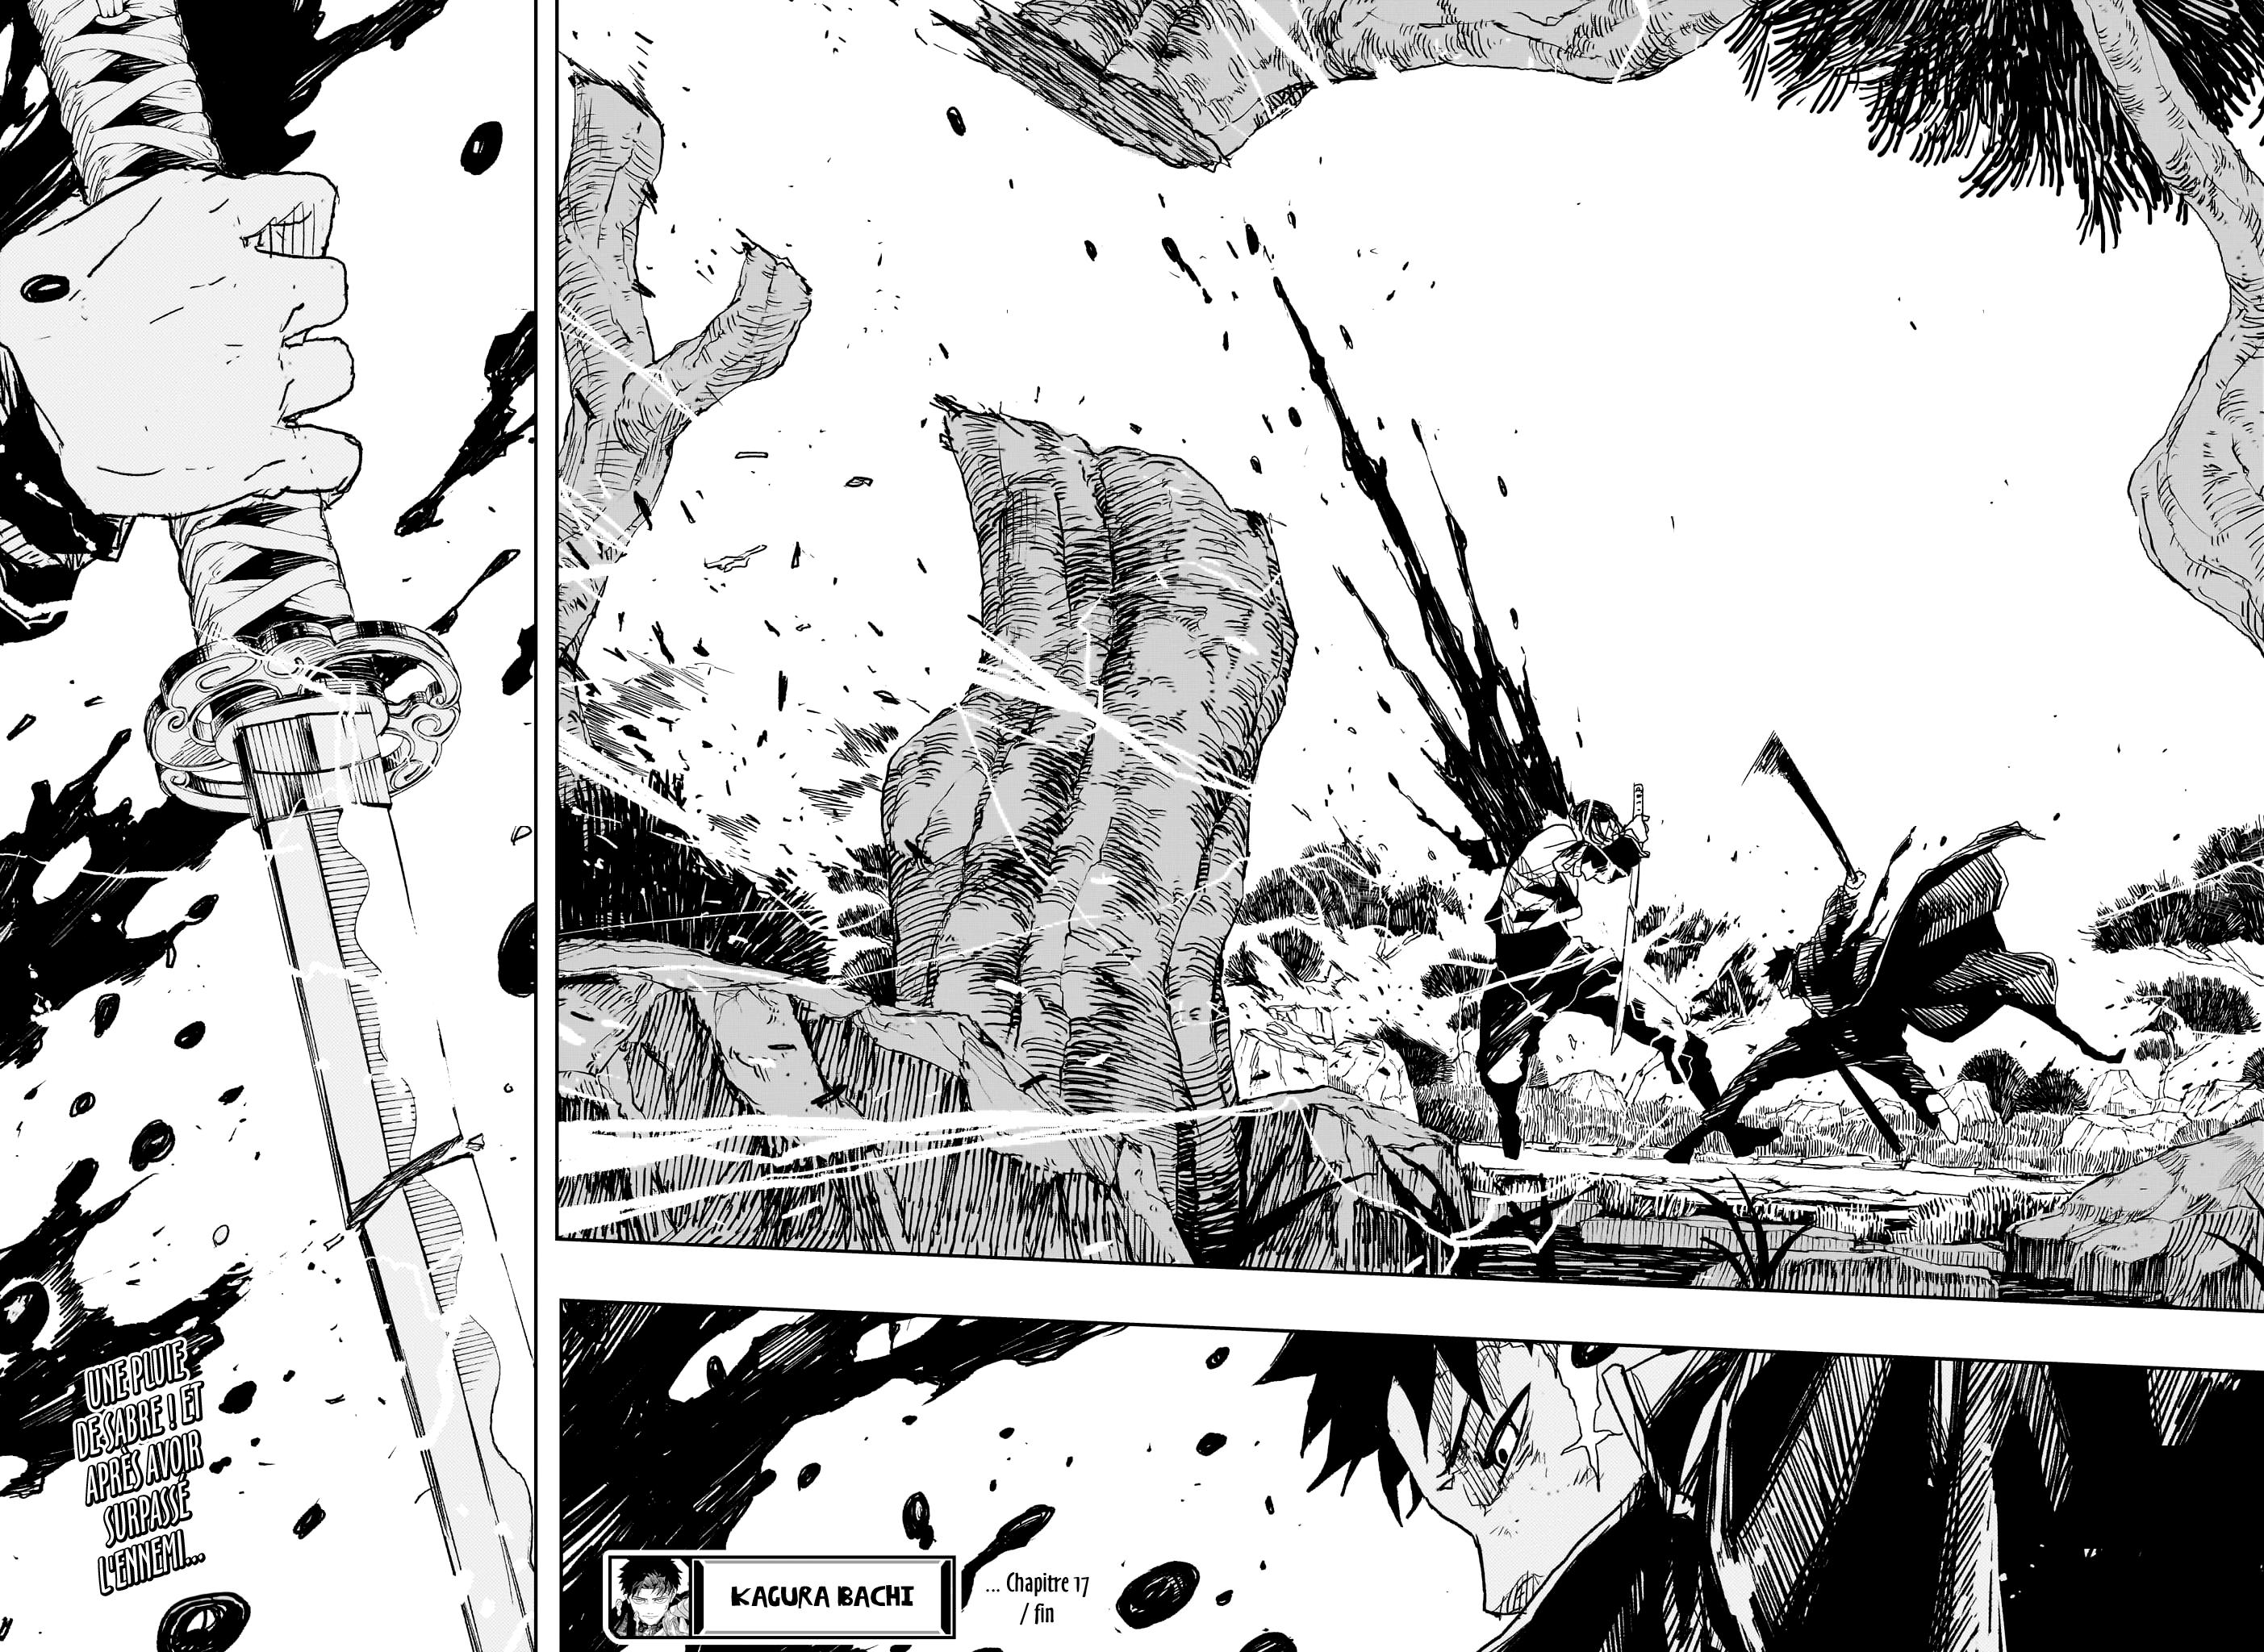 UNE PLUIE
DE SABRE ! ET
APRÈS AVOIR
SURPASSÉ
L'ENNEMI...
KAGURA BACHI
... Chapitre 17
/ fin